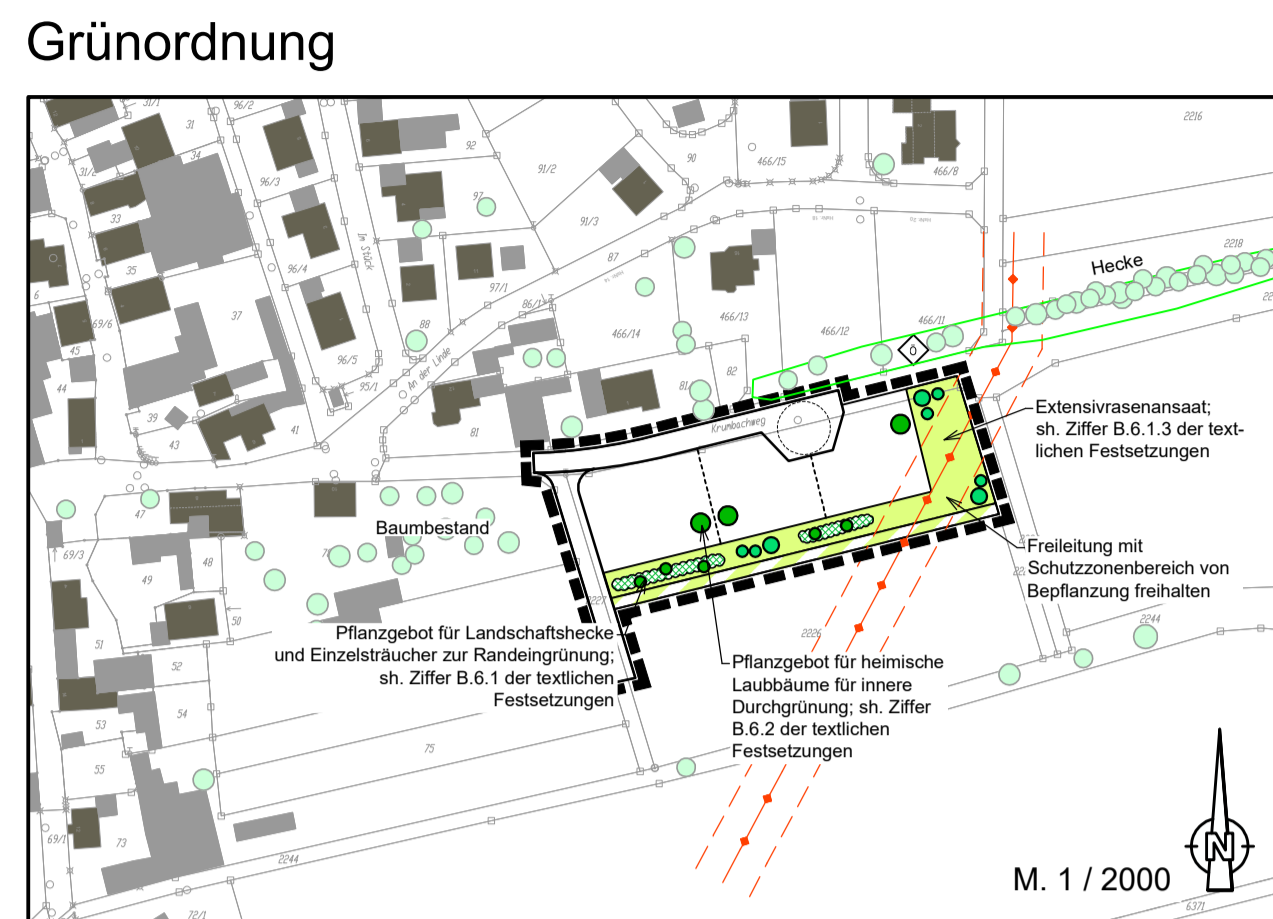 Grünordnung
31/1
96/2
2216
31
92
34
90
466/15
466/8
31/2
91/2
96/3
97
33
91/3
Im Stück
2218
35
87
Hecke
96/4
6
97/1
86/1
37
69/6
88
466/14
466/13
466/12
466/11
45
An der Linde
96/5
82
44
95/1
81
39
8
43
41
81
Krumbachweg
Extensivrasenansaat;
sh. Ziffer B.6.1.3 der text-
lichen Festsetzungen
47
Baumbestand
69/3
48
49
Freileitung mit
Schutzzonenbereich von
Bepflanzung freihalten
2227
50
2226
2244
51
52
Pflanzgebot für Landschaftshecke
und Einzelsträucher zur Randeingrünung;
sh. Ziffer B.6.1 der textlichen
Festsetzungen
Pflanzgebot für heimische
Laubbäume für innere
Durchgrünung; sh. Ziffer
B.6.2 der textlichen
Festsetzungen
54
53
75
55
69/1
73
2244
N
M. 1 / 2000
72/1
6371